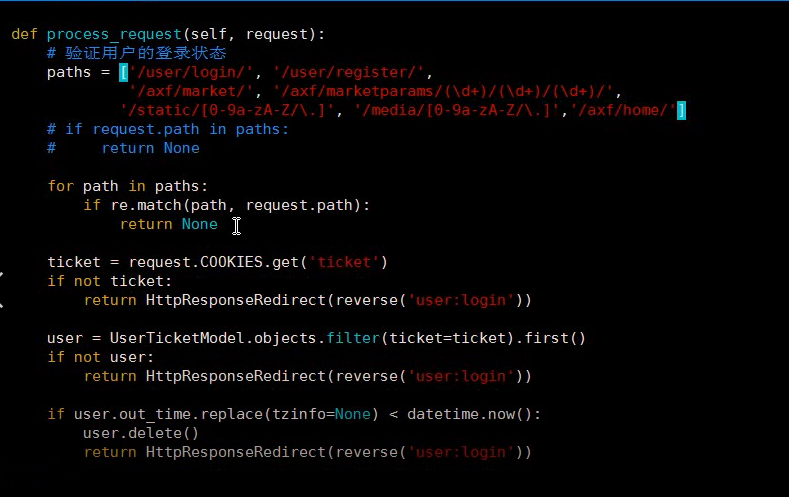 def process_request(self, request):
# 验证用户的登录状态
paths = ['/user/login/', '/user/register/',
'/axf/market/', '/axf/marketparams/(\d+)/(\d+)/(\d+)/',
'/static/[0-9a-zA-Z/\.]', '/media/[0-9a-zA-Z/\.]','/axf/home/']
# if request.path in paths:
#     return None
for path in paths:
if re.match(path, request.path):
return None
ticket = request.COOKIES.get('ticket')
if not ticket:
return HttpResponseRedirect(reverse('user:login'))
user = UserTicketModel.objects.filter(ticket=ticket).first()
if not user:
return HttpResponseRedirect(reverse('user:login'))
if user.out_time.replace(tzinfo=None) < datetime.now():
user.delete()
return HttpResponseRedirect(reverse('user:login'))